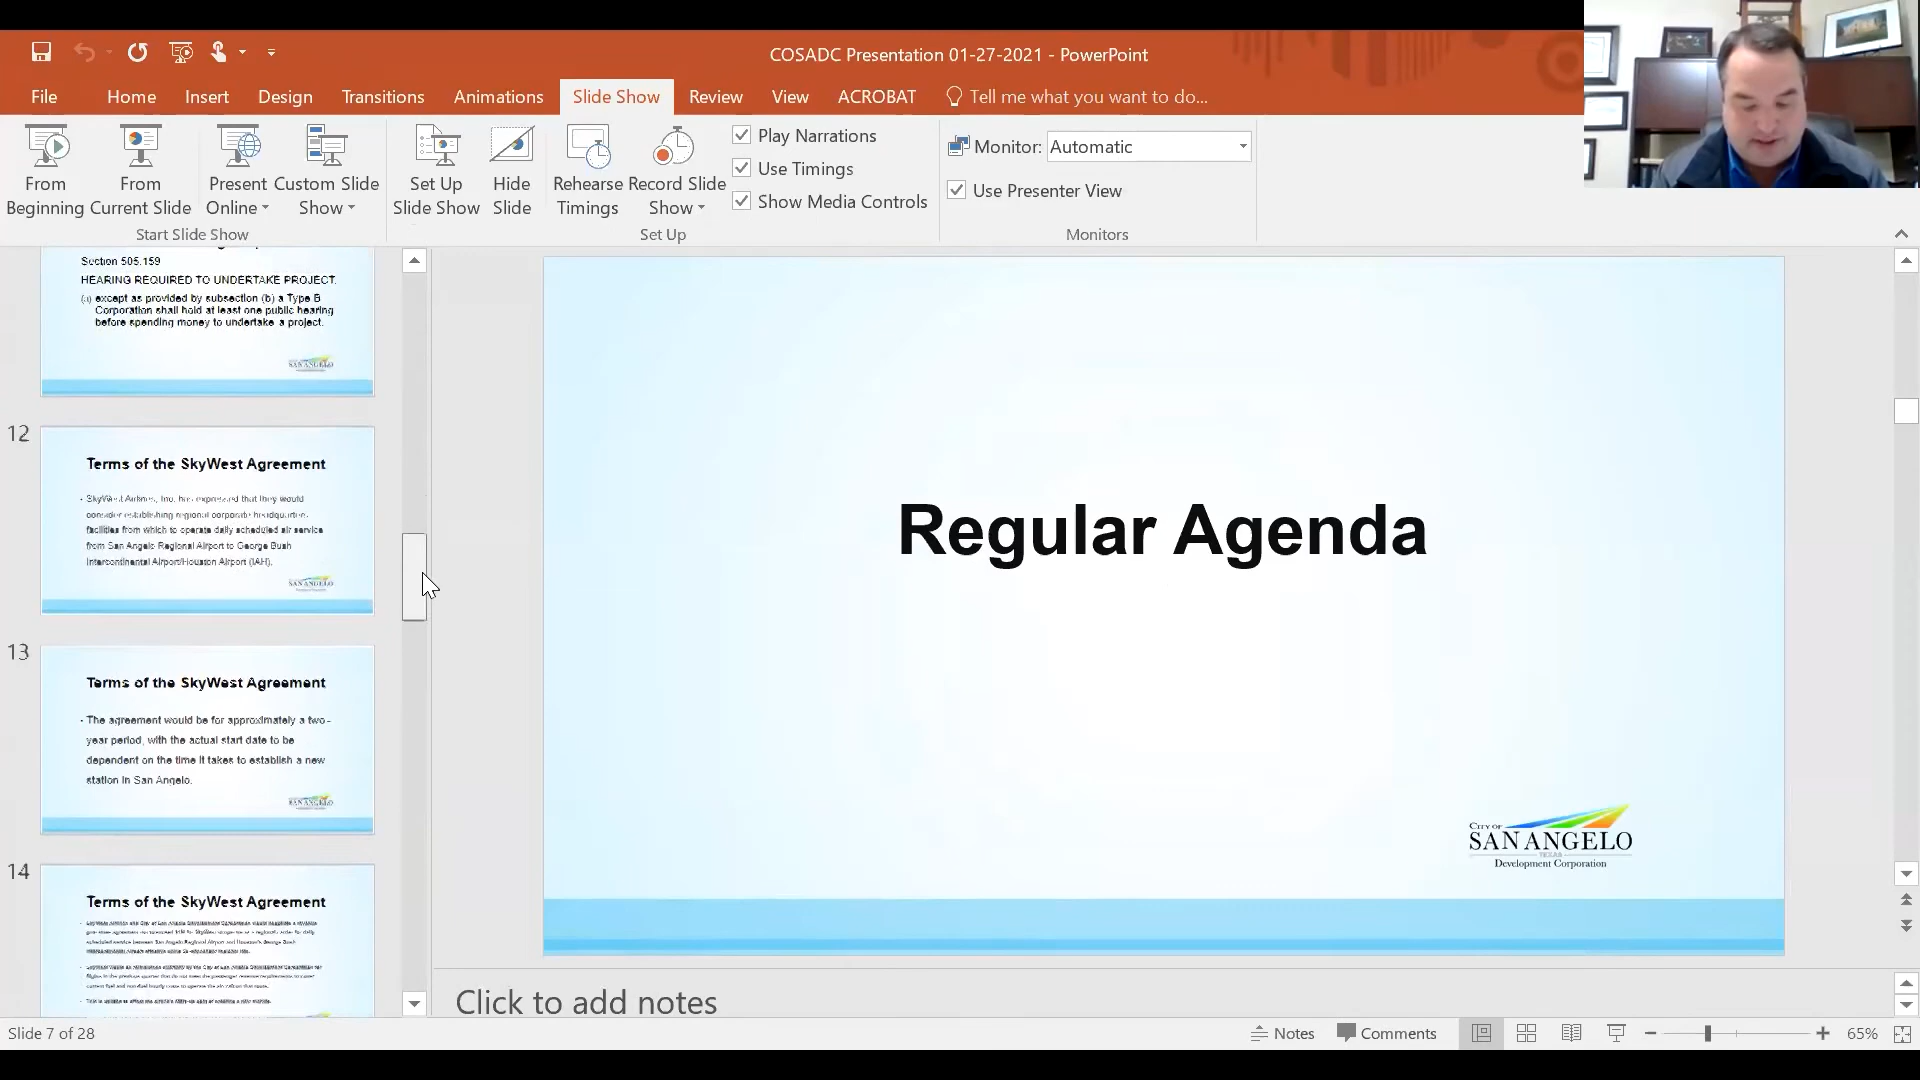 COSADC Presentation 01-27-2021 - PowerPoint
File Home Insert Design Transitions Animations Slide Show Review View ACROBAT Tell me what you want to do...
From Beginning
From Current Slide
Present Online
Custom Slide Show
Start Slide Show
Set Up Slide Show
Hide Slide
Rehearse Timings
Record Slide Show
Play Narrations
Use Timings
Show Media Controls
Set Up
Monitor: Automatic
Use Presenter View
Monitors
Section 505.159
HEARING REQUIRED TO UNDERTAKE PROJECT.
(a) except as provided by subsection (b) a Type B
Corporation shall hold at least one public hearing
before spending money to undertake a project.
SAN ANGELO
12
Terms of the SkyWest Agreement
• SkyWest Airlines, Inc. has expressed that they would
consider establishing regional corporate headquarters
facilities from which to operate daily scheduled air service
from San Angelo Regional Airport to George Bush
Intercontinental Airport/Houston Airport (IAH).
SAN ANGELO
13
Terms of the SkyWest Agreement
• The agreement would be for approximately a two-
year period, with the actual start date to be
dependent on the time it takes to establish a new
station in San Angelo.
SAN ANGELO
14
Terms of the SkyWest Agreement
Regular Agenda
CITY OF
SAN ANGELO
TEXAS
Development Corporation
Click to add notes
Slide 7 of 28
Notes
Comments
65%